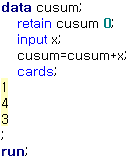 data cusum;
retain cusum 0;
input x;
cusum=cusum+x;
cards;
1
4
3
;
run;